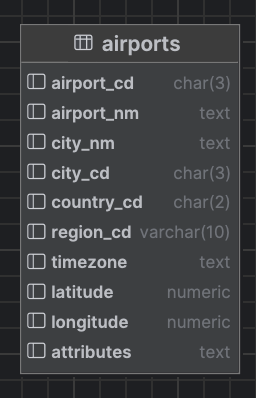 airports
airport_cd char(3)
airport_nm text
city_nm text
city_cd char(3)
country_cd char(2)
region_cd varchar(10)
timezone text
latitude numeric
longitude numeric
attributes text